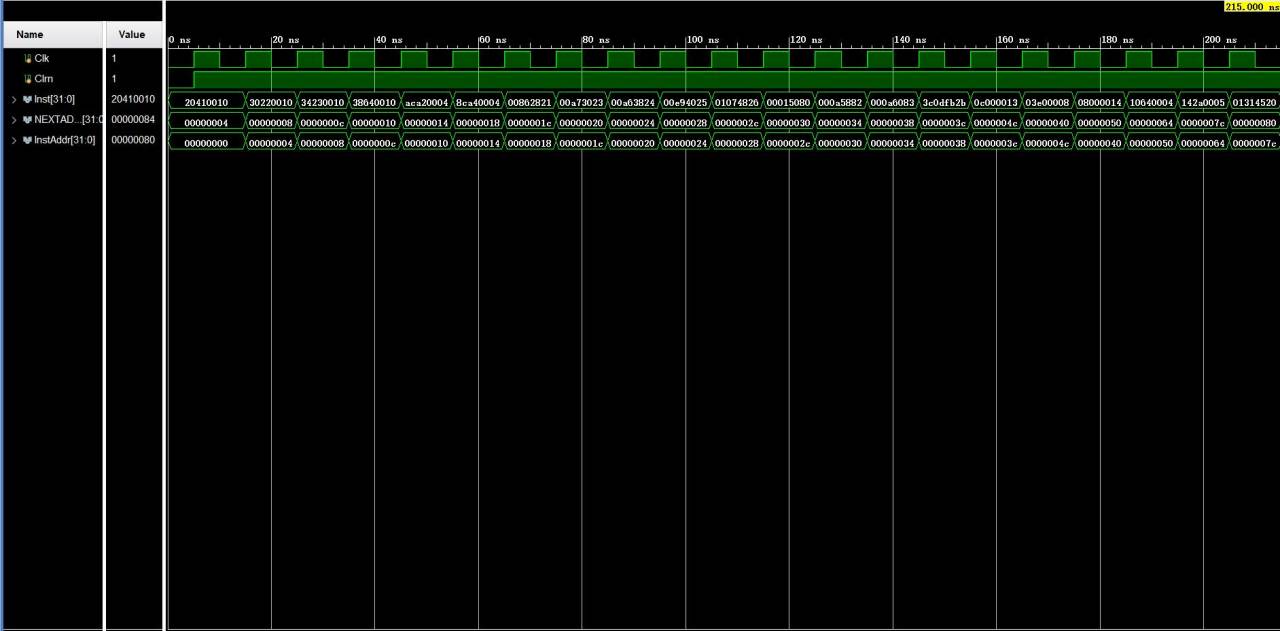 215.000 ns
Name Value
0 ns 20 ns 40 ns 60 ns 80 ns 100 ns 120 ns 140 ns 160 ns 180 ns 200 ns
Clk 1
Clrn 1
Inst[31:0] 20410010 20410010 30220010 34230010 38640010 aca20004 8ca40004 00862821 00a73023 00a63824 00e94025 01074826 00015080 000a5882 000a6083 3c0dfb2b 0c000013 03e00008 08000014 10640004 142a0005 01314520
NEXTAD...[31:0 00000084 00000004 00000008 0000000c 00000010 00000014 00000018 0000001c 00000020 00000024 00000028 0000002c 00000030 00000034 00000038 0000003c 0000004c 00000040 00000050 00000064 0000007c 00000080
InstAddr[31:0] 00000080 00000000 00000004 00000008 0000000c 00000010 00000014 00000018 0000001c 00000020 00000024 00000028 0000002c 00000030 00000034 00000038 0000003c 0000004c 00000040 00000050 00000064 0000007c